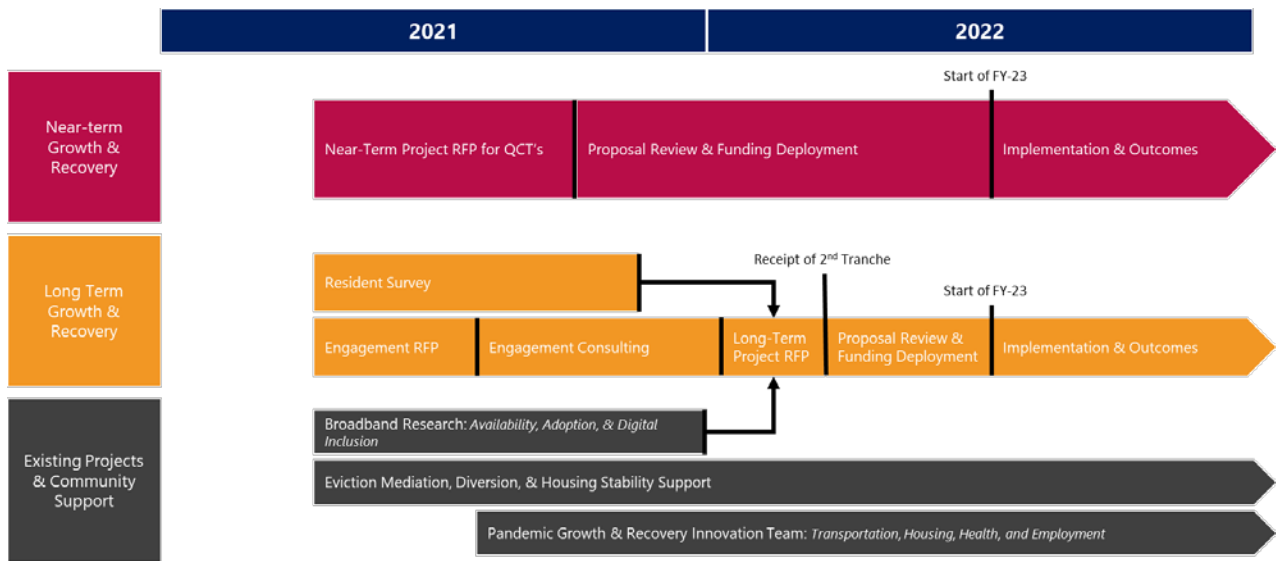 2021
2022
Start of FY-23
Near-term
Growth &
Recovery
Near-Term Project RFP for QCT's
Proposal Review & Funding Deployment
Implementation & Outcomes
Long Term
Growth &
Recovery
Resident Survey
Receipt of 2nd Tranche
Start of FY-23
Engagement RFP
Engagement Consulting
Long-Term
Project RFP
Proposal Review &
Funding Deployment
Implementation & Outcomes
Existing Projects
& Community
Support
Broadband Research: Availability, Adoption, & Digital
Inclusion
Eviction Mediation, Diversion, & Housing Stability Support
Pandemic Growth & Recovery Innovation Team: Transportation, Housing, Health, and Employment